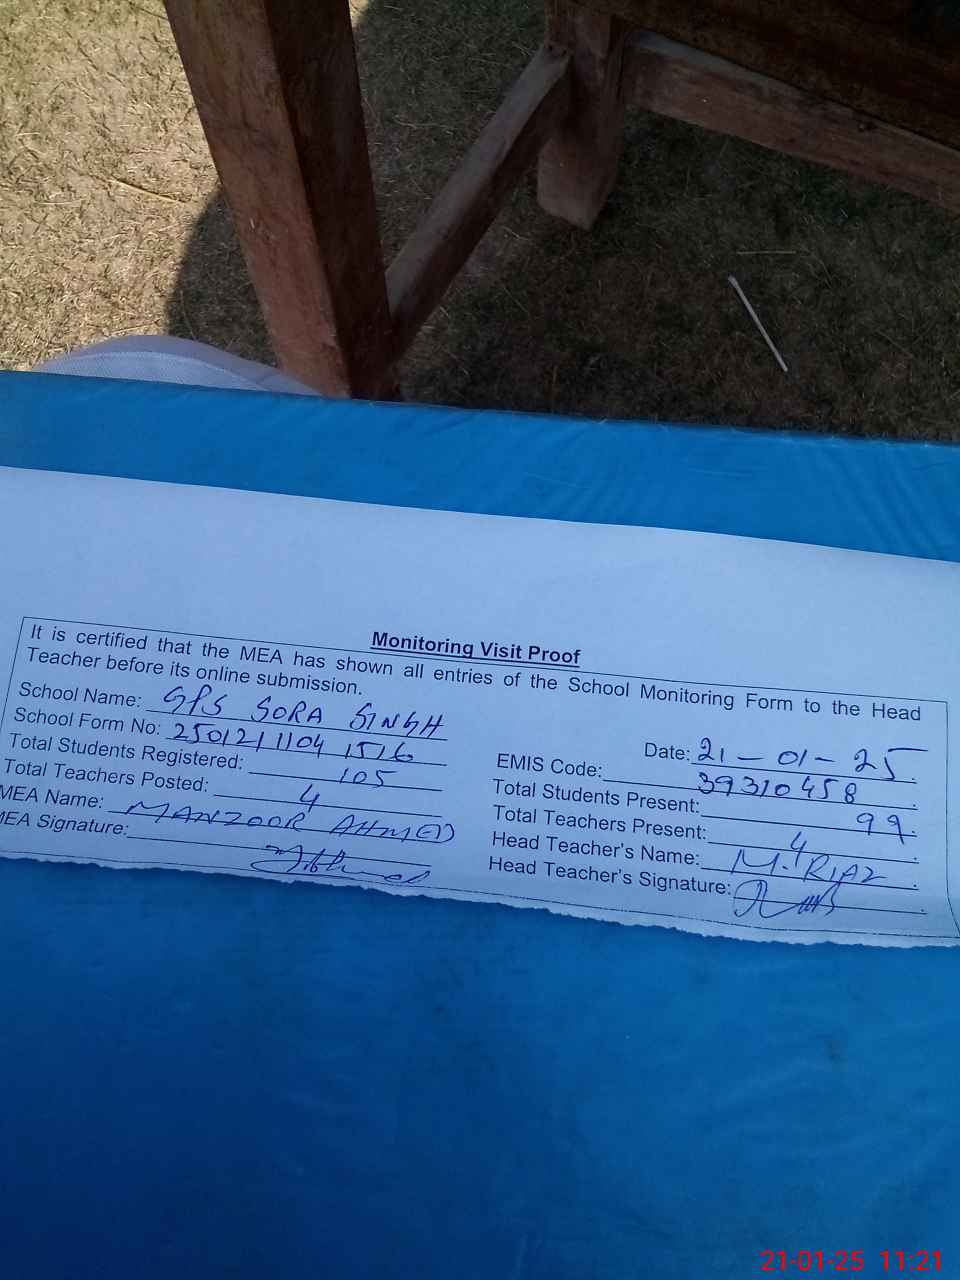 Monitoring Visit Proof
It is certified that the MEA has shown all entries of the School Monitoring Form to the Head
Teacher before its online submission.
School Name: GPS SORA SINGH
Date: 21-01-25
School Form No: 250121 1104 1516
EMIS Code: 39310458
Total Students Registered: 105
Total Students Present: 99
Total Teachers Posted: 4
Total Teachers Present: 4
MEA Name: MANZOOR AHMED
Head Teacher's Name: M. RIAZ
MEA Signature:
Head Teacher's Signature:
21-01-25 11:21